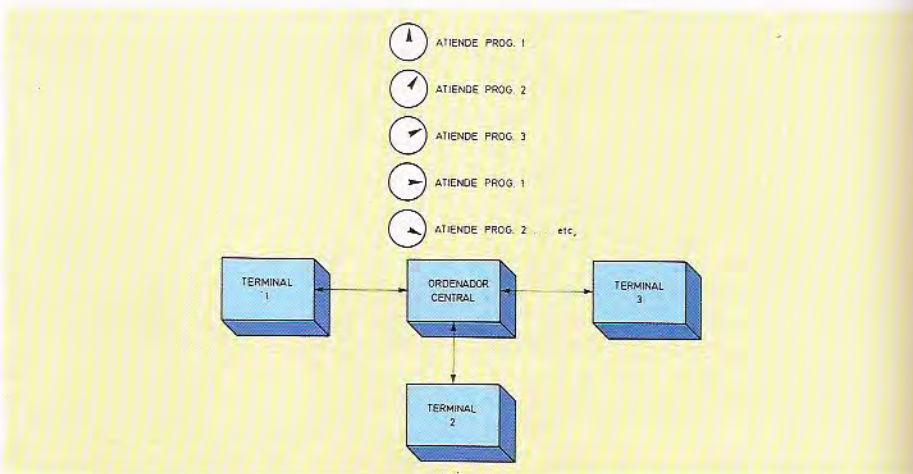 ATIENDE PROG. 1
ATIENDE PROG. 2
ATIENDE PROG. 3
ATIENDE PROG. 1
ATIENDE PROG. 2 ... etc,
TERMINAL
1
ORDENADOR
CENTRAL
TERMINAL
3
TERMINAL
2